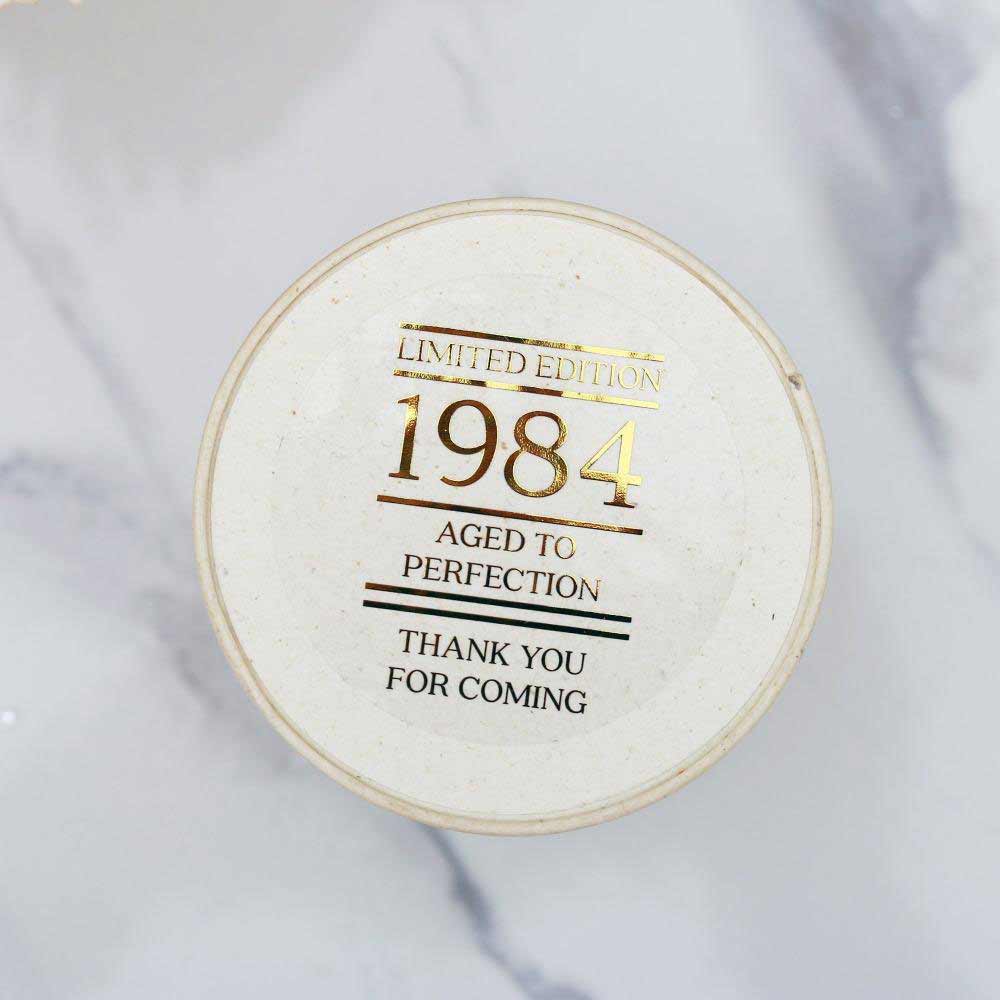 LIMITED EDITION
1984
AGED TO
PERFECTION
THANK YOU
FOR COMING